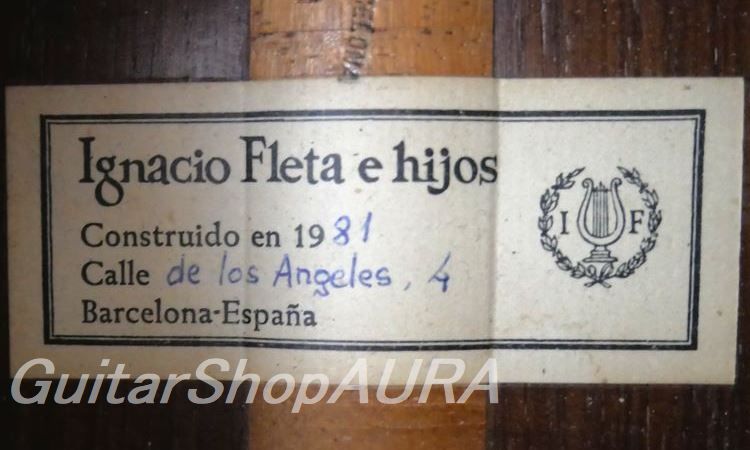 Ignacio Fleta e hijos
Construido en 1981
Calle de los Angeles, 4
Barcelona-España
I F
GuitarShopAURA